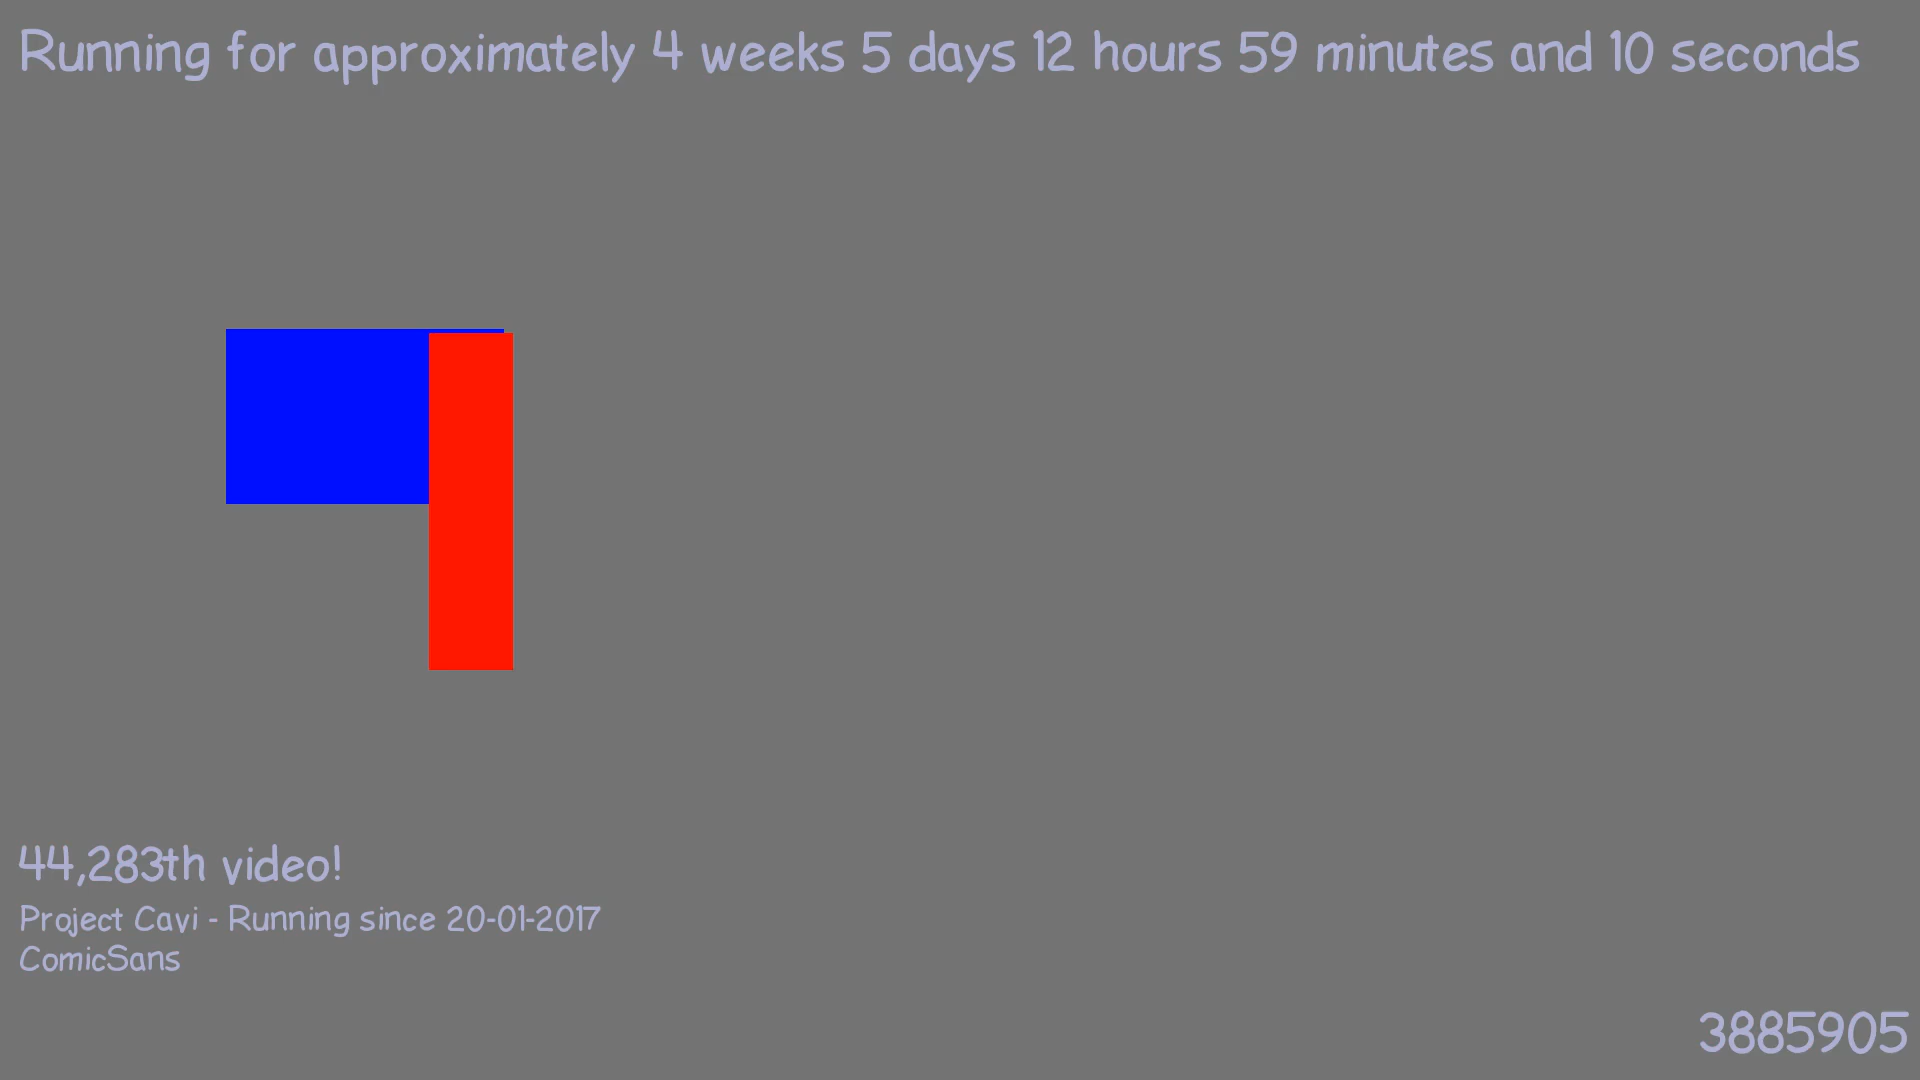 Running for approximately 4 weeks 5 days 12 hours 59 minutes and 10 seconds
44,283th video!
Project Cavi - Running since 20-01-2017
ComicSans
3885905